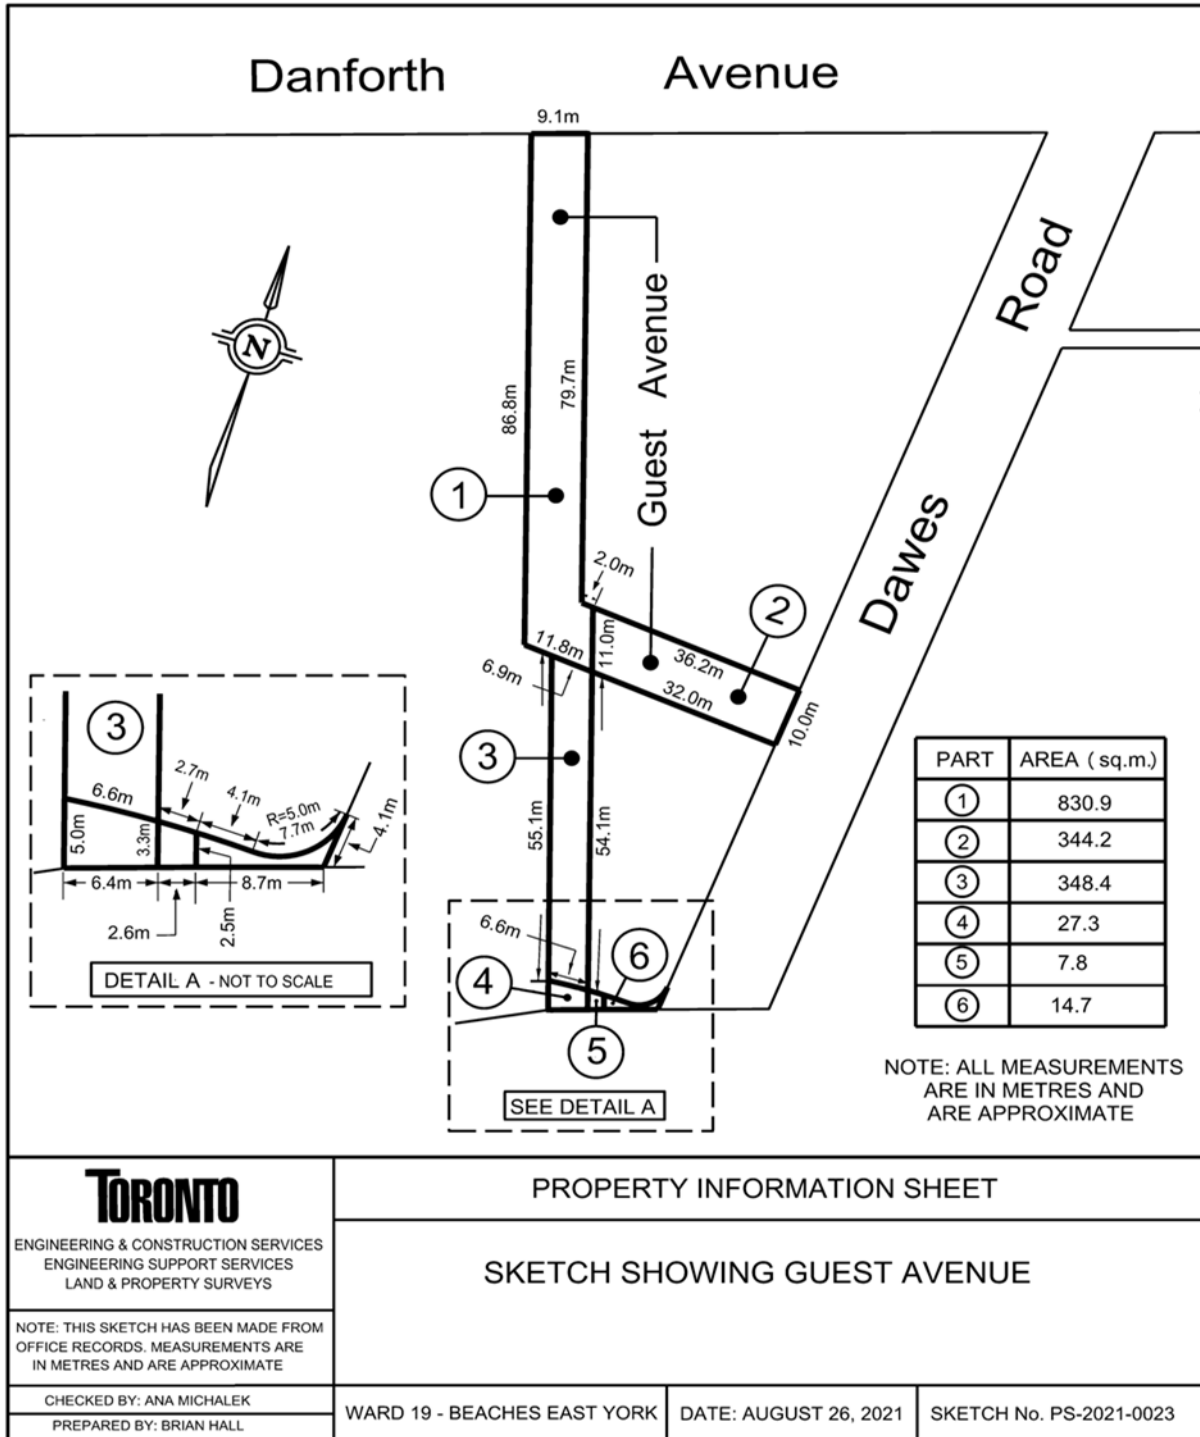 Danforth Avenue
9.1m
Road
Guest Avenue
86.8m
79.7m
N
1
Dawes
2.0m
2
11.8m
11.0m
36.2m
6.9m
32.0m
10.0m
3
55.1m
54.1m
6.6m
6
4
5
SEE DETAIL A
3
2.7m
6.6m
4.1m
R=5.0m
7.7m
4.1m
5.0m
3.3m
6.4m
8.7m
2.6m
2.5m
DETAIL A - NOT TO SCALE
PART AREA ( sq.m.)
1 830.9
2 344.2
3 348.4
4 27.3
5 7.8
6 14.7
NOTE: ALL MEASUREMENTS
ARE IN METRES AND
ARE APPROXIMATE
TORONTO
ENGINEERING & CONSTRUCTION SERVICES
ENGINEERING SUPPORT SERVICES
LAND & PROPERTY SURVEYS
NOTE: THIS SKETCH HAS BEEN MADE FROM
OFFICE RECORDS. MEASUREMENTS ARE
IN METRES AND ARE APPROXIMATE
CHECKED BY: ANA MICHALEK
PREPARED BY: BRIAN HALL
PROPERTY INFORMATION SHEET
SKETCH SHOWING GUEST AVENUE
WARD 19 - BEACHES EAST YORK
DATE: AUGUST 26, 2021
SKETCH No. PS-2021-0023